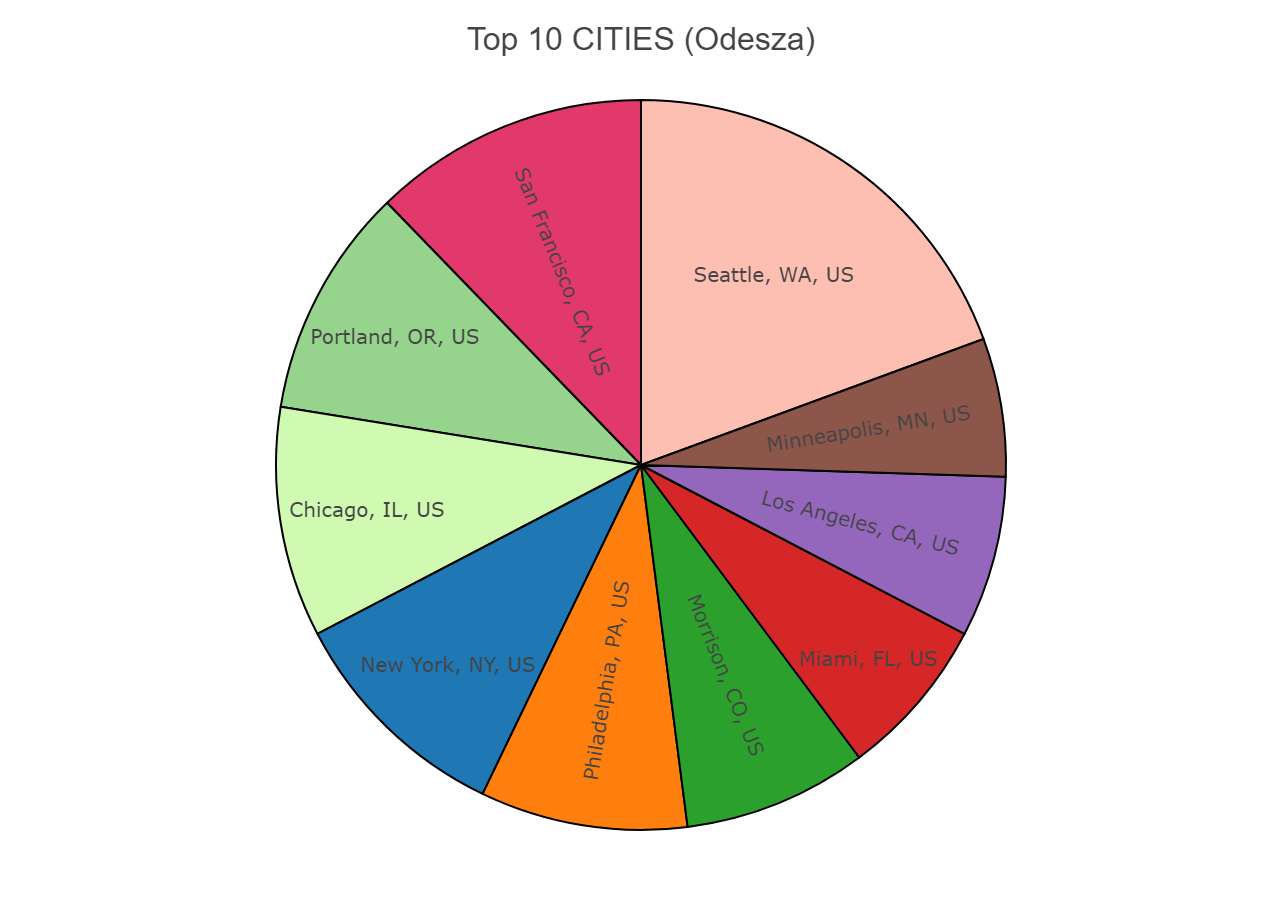 Top 10 CITIES (Odesza)
San Francisco, CA, US
Seattle, WA, US
Portland, OR, US
Minneapolis, MN, US
Chicago, IL, US
Los Angeles, CA, US
New York, NY, US
Philadelphia, PA, US
Morrison, CO, US
Miami, FL, US